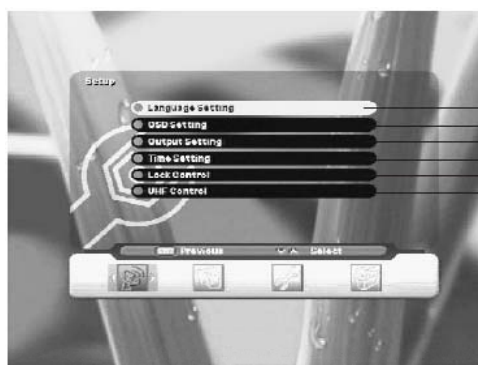 Setup
Language Setting
OSD Setting
Output Setting
Time Setting
Lock Control
UHF Control
Previous Select